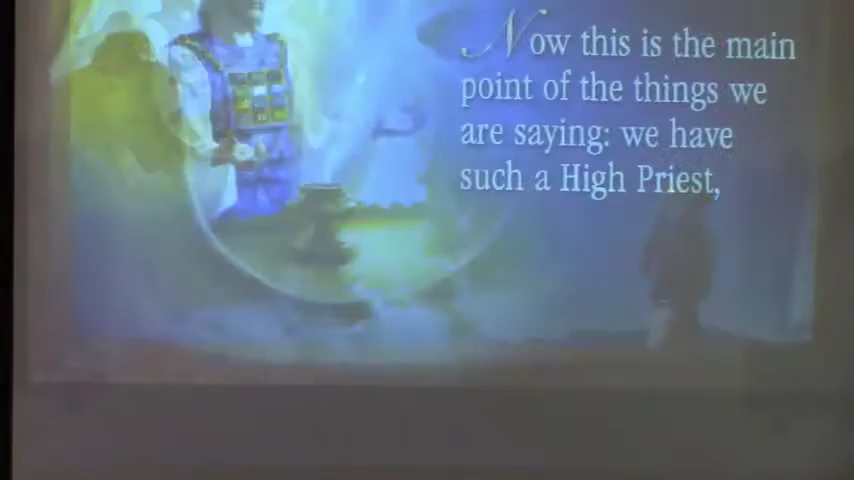 Now this is the main
point of the things we
are saying: we have
such a High Priest,